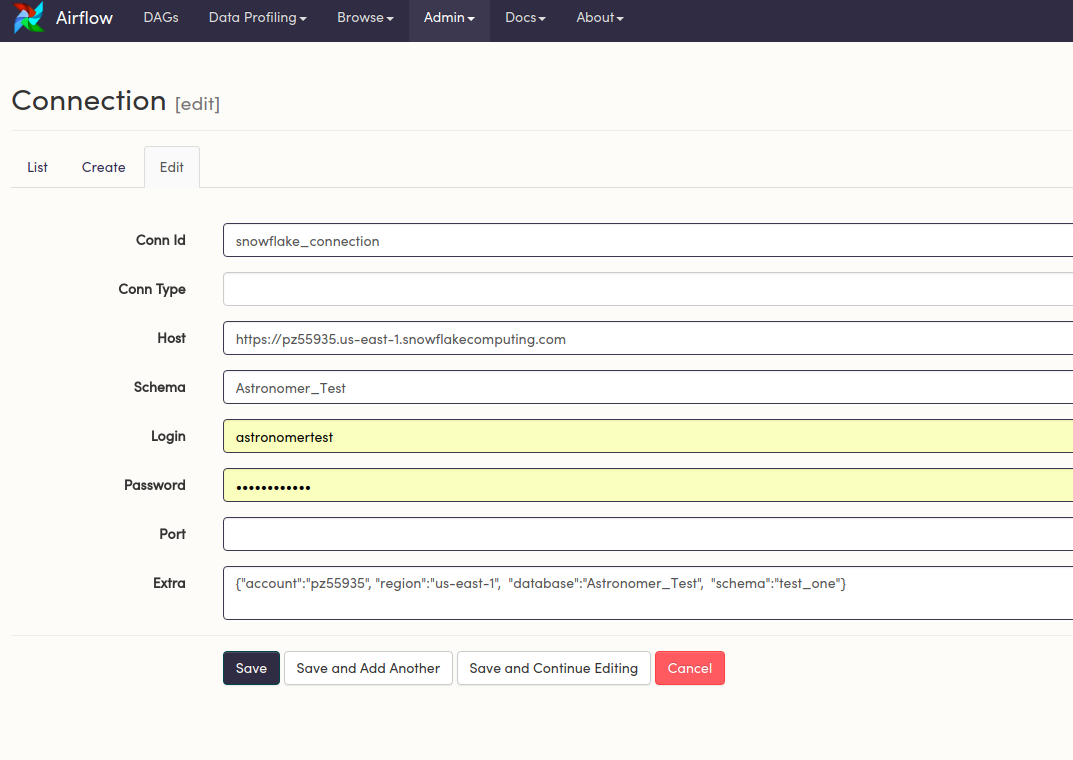 Airflow DAGs Data Profiling Browse Admin Docs About
Connection [edit]
List Create Edit
Conn Id snowflake_connection
Conn Type
Host https://pz55935.us-east-1.snowflakecomputing.com
Schema Astronomer_Test
Login astronomertest
Password ••••••••••••
Port
Extra {"account":"pz55935", "region":"us-east-1", "database":"Astronomer_Test", "schema":"test_one"}
Save Save and Add Another Save and Continue Editing Cancel